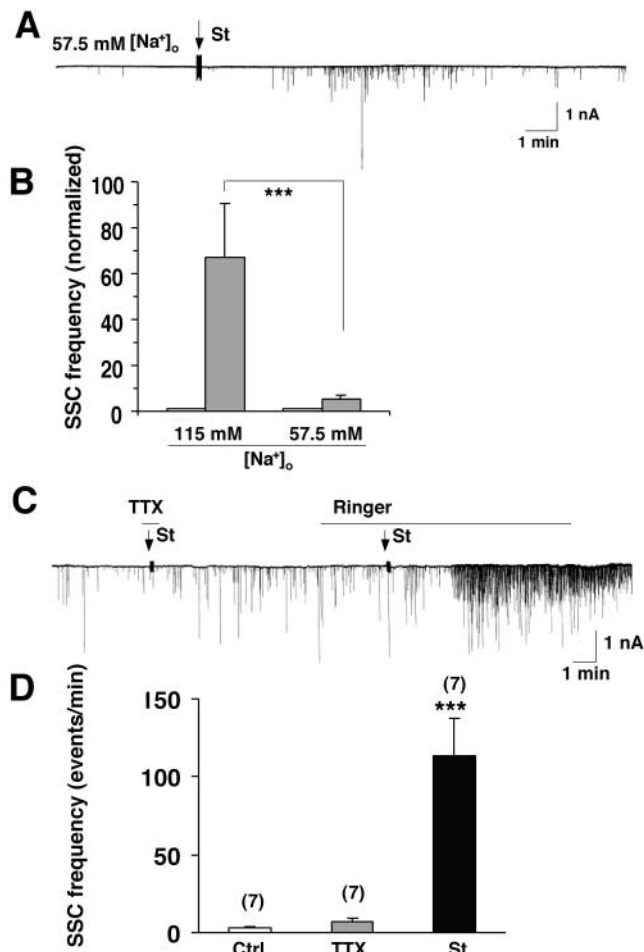 A
57.5 mM [Na⁺]ₒ
St
1 nA
1 min
B
SSC frequency (normalized)
100
80
60
40
20
0
***
115 mM 57.5 mM
[Na⁺]ₒ
C
TTX Ringer
St St
1 nA
1 min
D
SSC frequency (events/min)
150
100
50
0
(7) (7) (7)
***
Ctrl TTX St